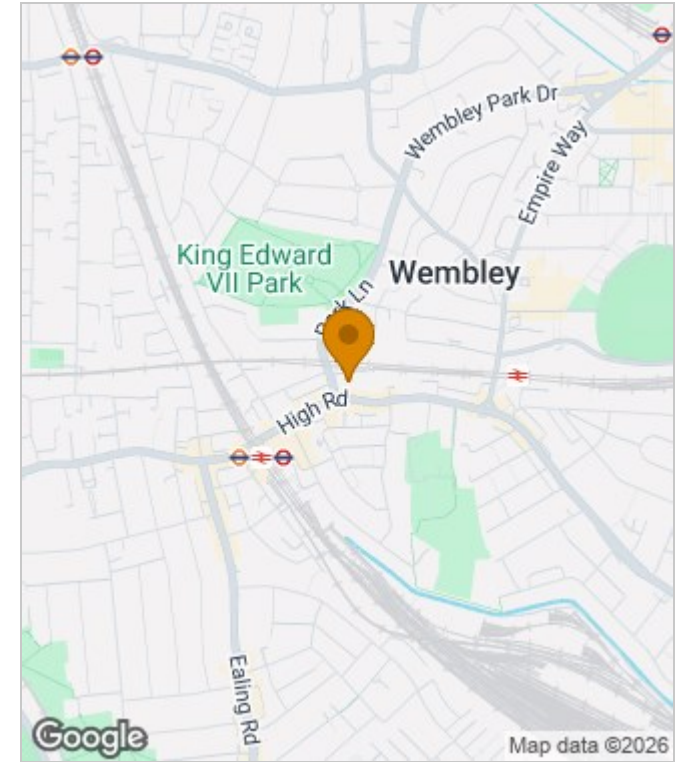 Wembley Park Dr
Empire Way
King Edward
VII Park
Wembley
Park Ln
High Rd
Ealing Rd
Google
Map data ©2026